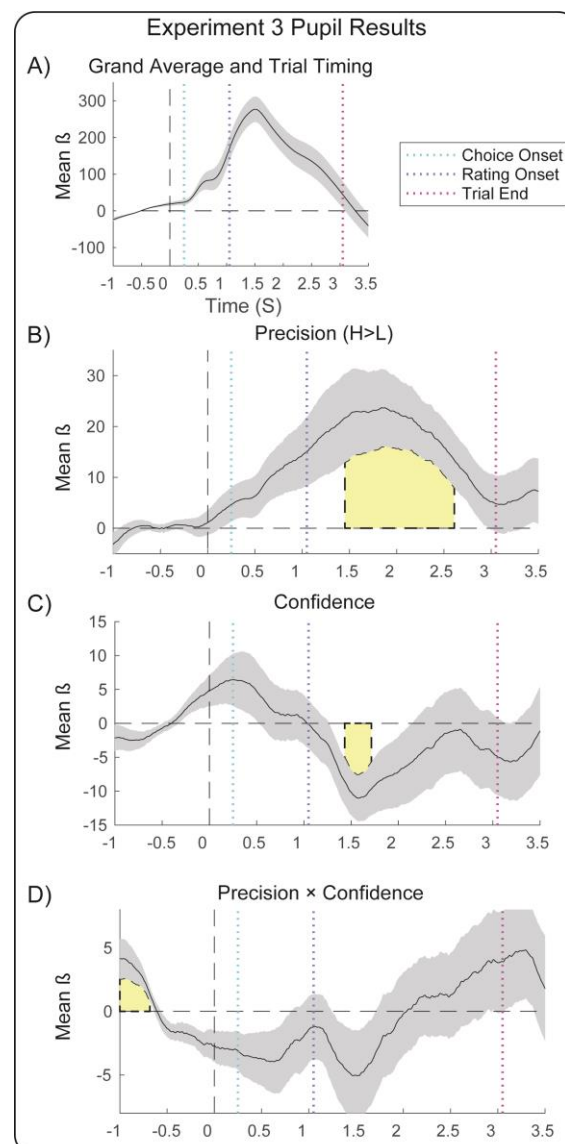 Experiment 3 Pupil Results
A)
Grand Average and Trial Timing
300
200
100
0
-100
Mean ß
-1 -0.5 0 0.5 1 1.5 2 2.5 3 3.5
Time (S)
Choice Onset
Rating Onset
Trial End
B)
Precision (H>L)
30
20
10
0
Mean ß
-1 -0.5 0 0.5 1 1.5 2 2.5 3 3.5
C)
Confidence
15
10
5
0
-5
-10
-15
Mean ß
-1 -0.5 0 0.5 1 1.5 2 2.5 3 3.5
D)
Precision × Confidence
5
0
-5
Mean ß
-1 -0.5 0 0.5 1 1.5 2 2.5 3 3.5